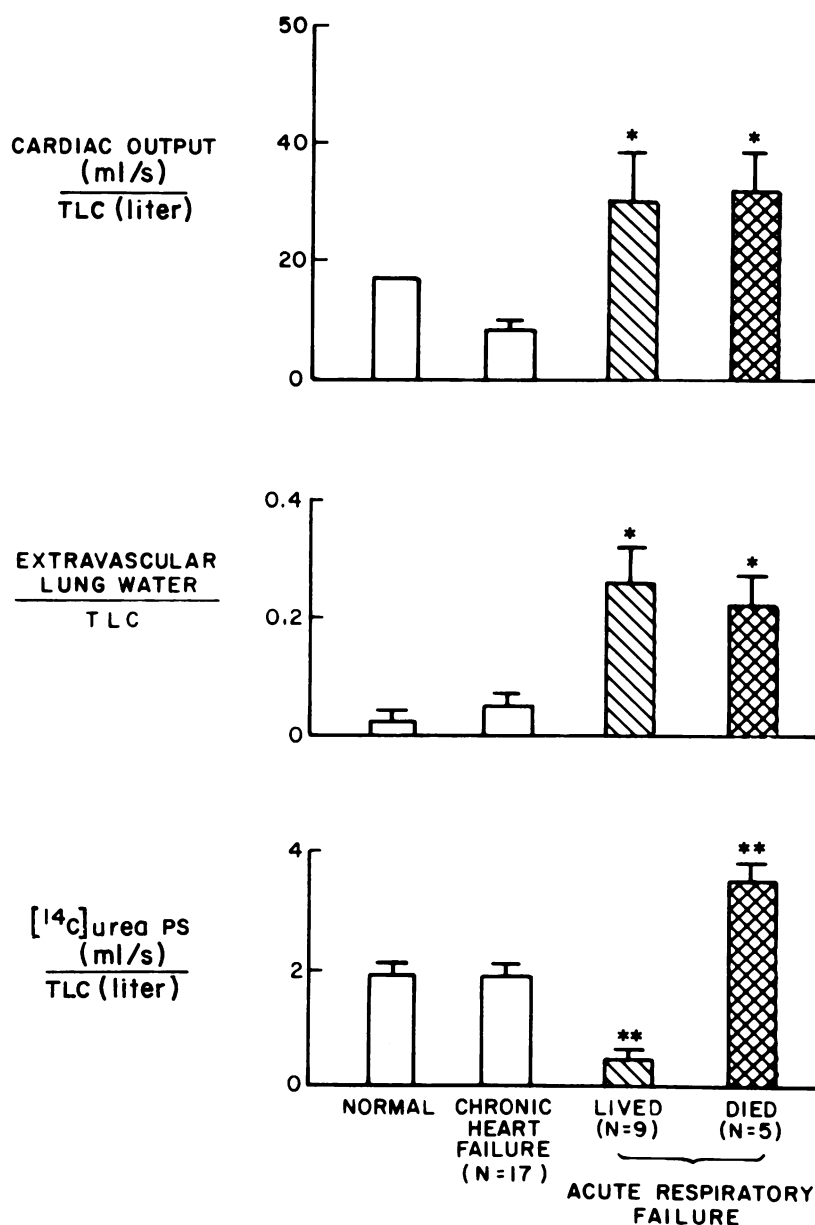 50
CARDIAC OUTPUT
(ml/s)
TLC (liter)
40
20
0
*
*
0.4
EXTRAVASCULAR
LUNG WATER
TLC
0.2
0
*
*
4
[¹⁴C]urea PS
(ml/s)
TLC (liter)
2
0
**
**
NORMAL
CHRONIC
HEART
FAILURE
(N=17)
LIVED
(N=9)
DIED
(N=5)
ACUTE RESPIRATORY
FAILURE